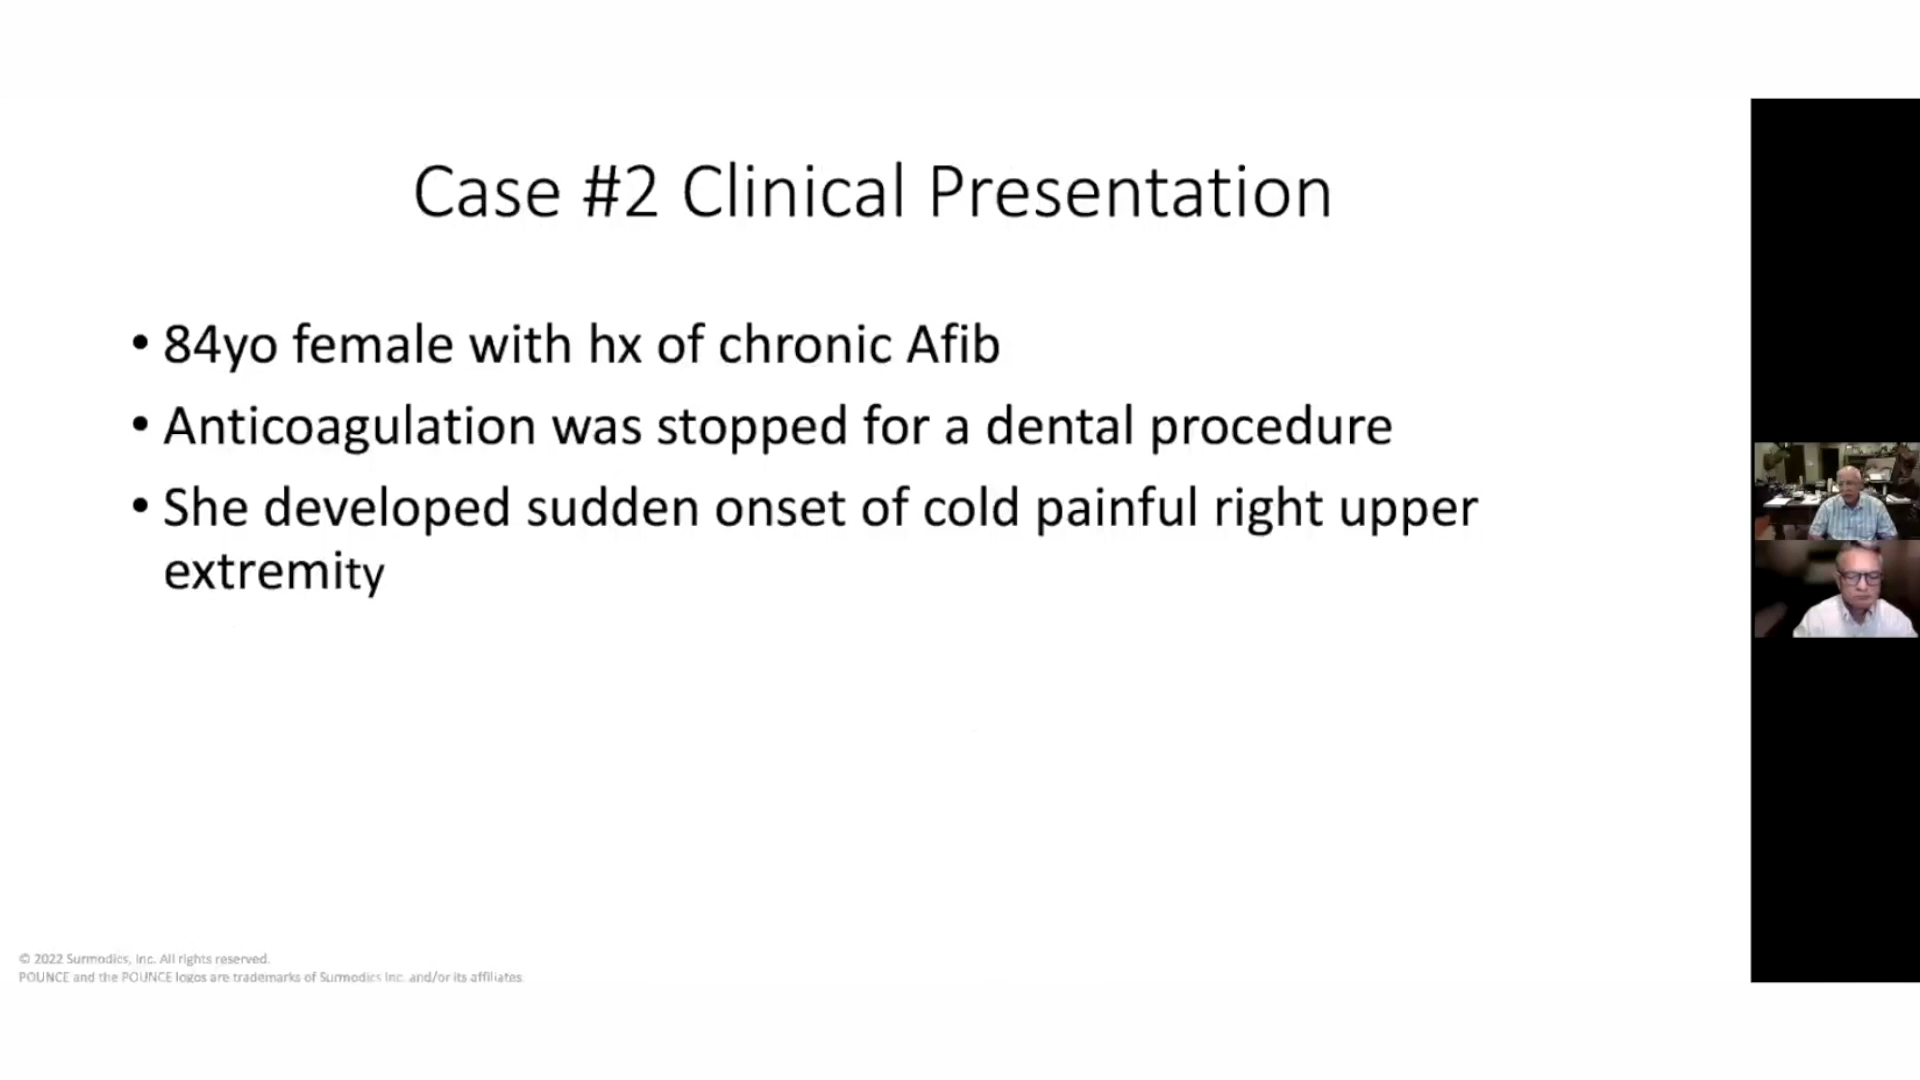 Case #2 Clinical Presentation
• 84yo female with hx of chronic Afib
• Anticoagulation was stopped for a dental procedure
• She developed sudden onset of cold painful right upper
extremity
© 2022 Surmodics, Inc. All rights reserved.
POUNCE and the POUNCE logos are trademarks of Surmodics Inc. and/or its affiliates.